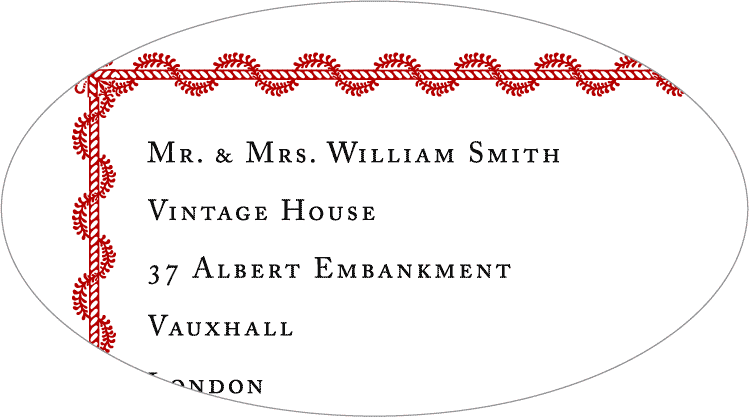 Mr. & Mrs. William Smith
Vintage House
37 Albert Embankment
Vauxhall
London